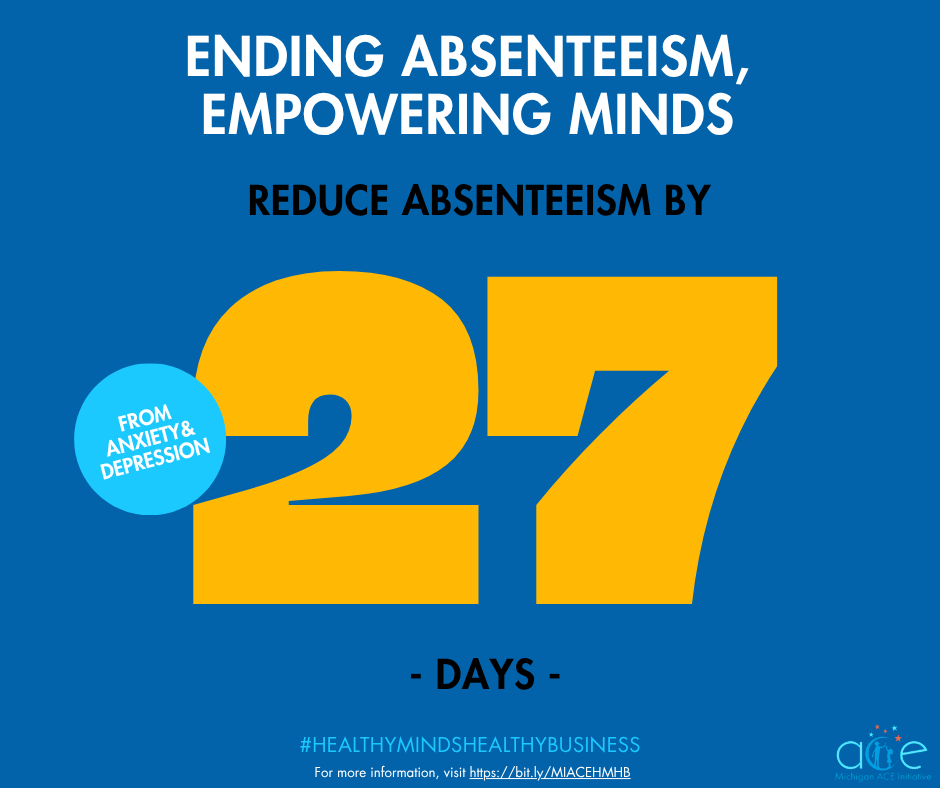 ENDING ABSENTEEISM,
EMPOWERING MINDS
REDUCE ABSENTEEISM BY
27
FROM
ANXIETY&
DEPRESSION
- DAYS -
#HEALTHYMINDSHEALTHYBUSINESS
For more information, visit https://bit.ly/MIACEHMHB
ace
Michigan ACE Initiative